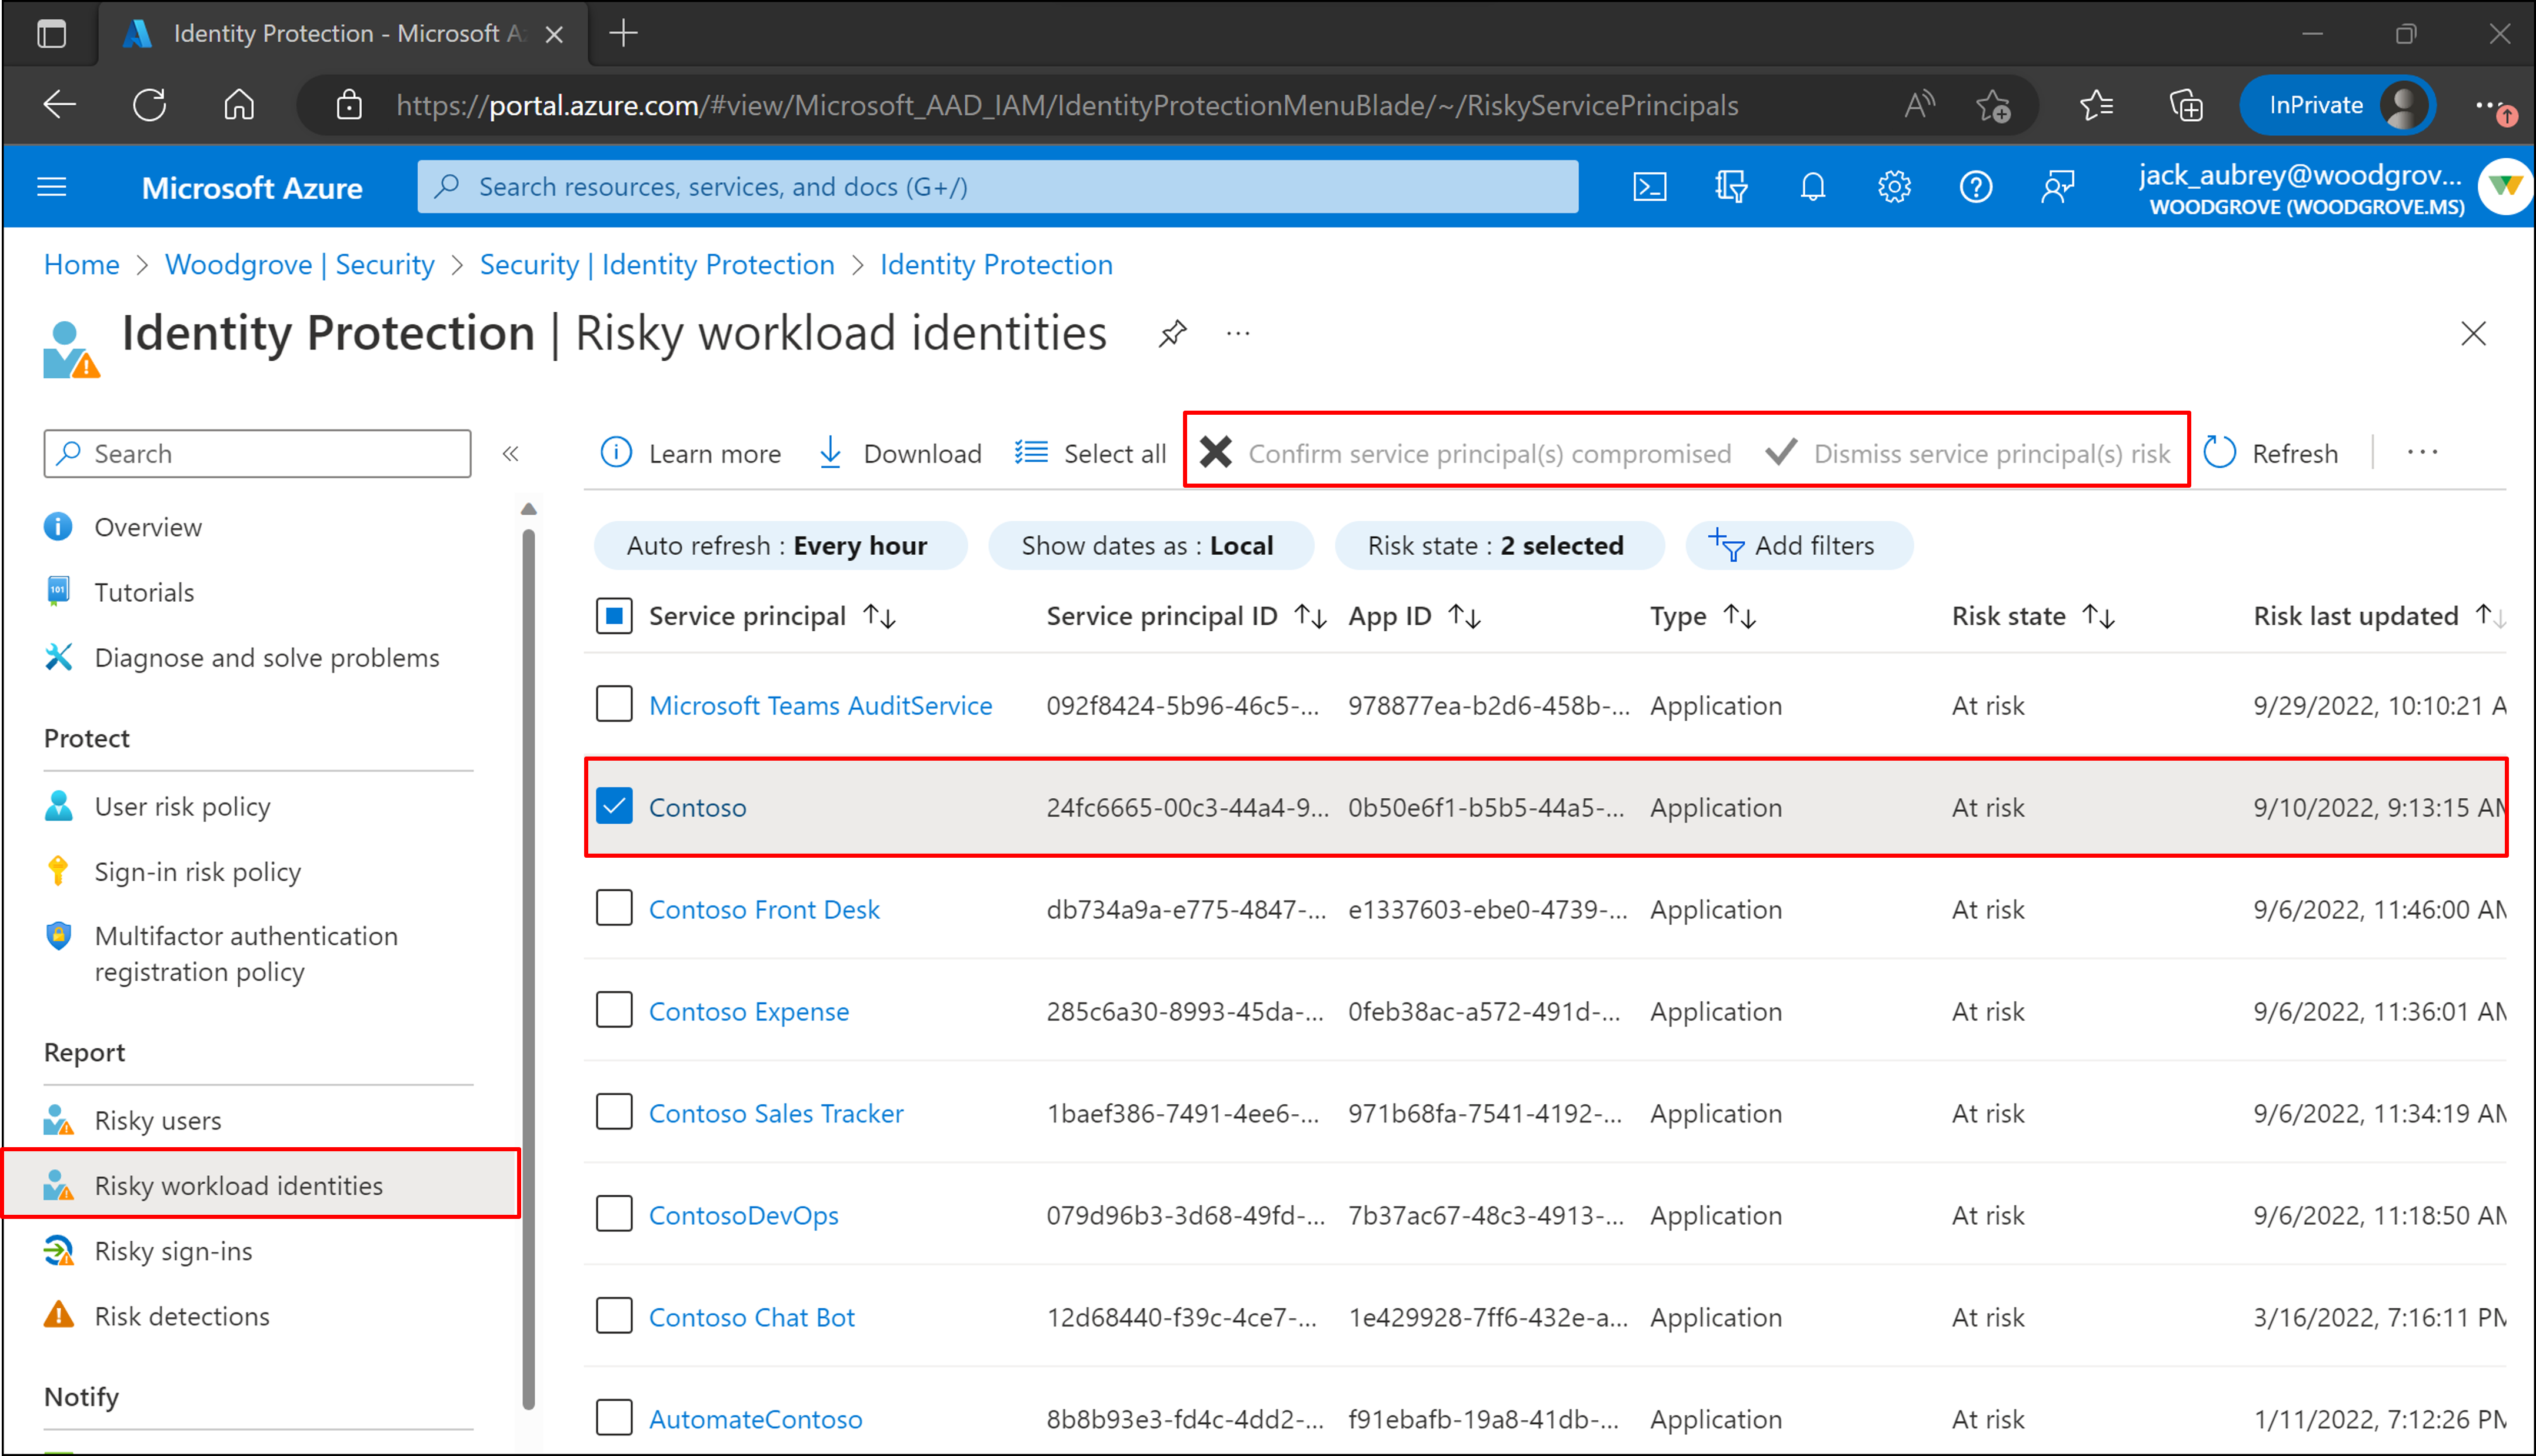 Identity Protection - Microsoft A
https://portal.azure.com/#view/Microsoft_AAD_IAM/IdentityProtectionMenuBlade/~/RiskyServicePrincipals
InPrivate
Microsoft Azure
Search resources, services, and docs (G+/)
jack_aubrey@woodgrov...
WOODGROVE (WOODGROVE.MS)
Home > Woodgrove | Security > Security | Identity Protection > Identity Protection
Identity Protection | Risky workload identities
Search
Overview
Tutorials
Diagnose and solve problems
Protect
User risk policy
Sign-in risk policy
Multifactor authentication
registration policy
Report
Risky users
Risky workload identities
Risky sign-ins
Risk detections
Notify
Learn more Download Select all Confirm service principal(s) compromised Dismiss service principal(s) risk Refresh
Auto refresh : Every hour Show dates as : Local Risk state : 2 selected Add filters
Service principal Service principal ID App ID Type Risk state Risk last updated
Microsoft Teams AuditService 092f8424-5b96-46c5-... 978877ea-b2d6-458b-... Application At risk 9/29/2022, 10:10:21 A
Contoso 24fc6665-00c3-44a4-9... 0b50e6f1-b5b5-44a5-... Application At risk 9/10/2022, 9:13:15 AM
Contoso Front Desk db734a9a-e775-4847-... e1337603-ebe0-4739-... Application At risk 9/6/2022, 11:46:00 AM
Contoso Expense 285c6a30-8993-45da-... 0feb38ac-a572-491d-... Application At risk 9/6/2022, 11:36:01 AM
Contoso Sales Tracker 1baef386-7491-4ee6-... 971b68fa-7541-4192-... Application At risk 9/6/2022, 11:34:19 AM
ContosoDevOps 079d96b3-3d68-49fd-... 7b37ac67-48c3-4913-... Application At risk 9/6/2022, 11:18:50 AM
Contoso Chat Bot 12d68440-f39c-4ce7-... 1e429928-7ff6-432e-a... Application At risk 3/16/2022, 7:16:11 PM
AutomateContoso 8b8b93e3-fd4c-4dd2-... f91ebafb-19a8-41db-... Application At risk 1/11/2022, 7:12:26 PM